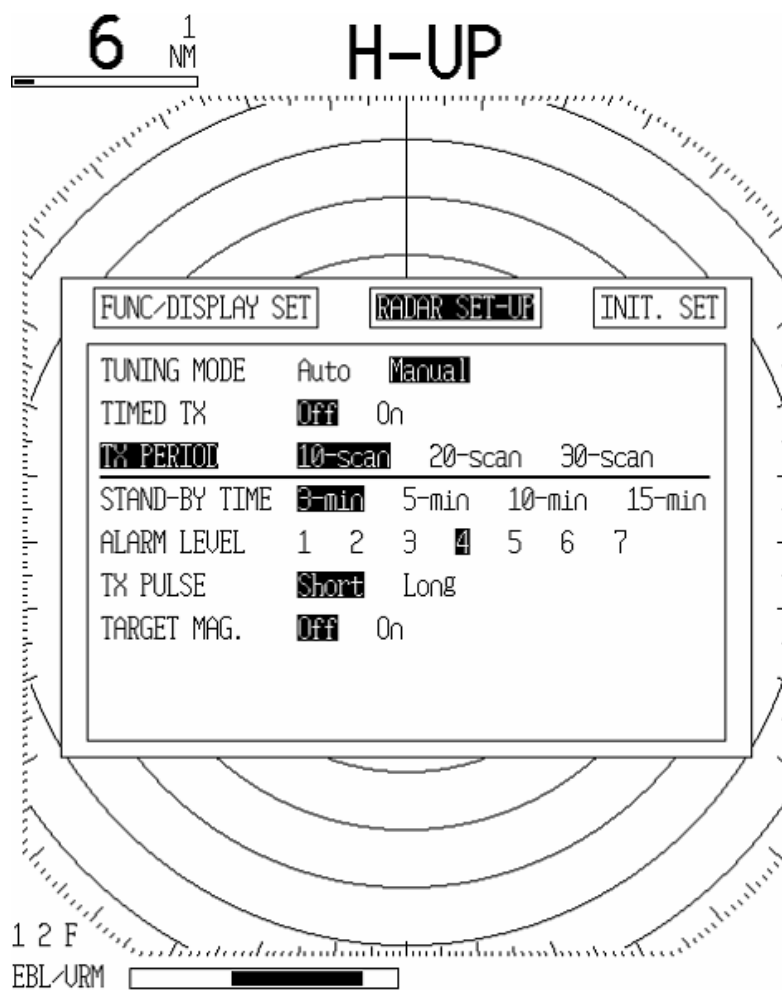 6 1 NM H-UP
FUNC/DISPLAY SET RADAR SET-UP INIT. SET
TUNING MODE Auto Manual
TIMED TX Off On
TX PERIOD 10-scan 20-scan 30-scan
STAND-BY TIME 3-min 5-min 10-min 15-min
ALARM LEVEL 1 2 3 4 5 6 7
TX PULSE Short Long
TARGET MAG. Off On
1 2 F
EBL/VRM